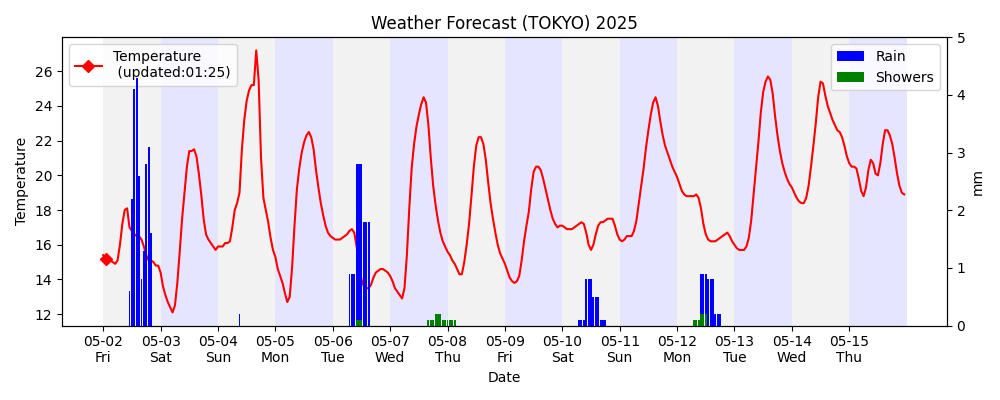 Weather Forecast (TOKYO) 2025
Temperature
(updated:01:25)
Rain
Showers
Temperature
26
24
22
20
18
16
14
12
5
4
3
2
1
0
mm
05-02 05-03 05-04 05-05 05-06 05-07 05-08 05-09 05-10 05-11 05-12 05-13 05-14 05-15
Fri Sat Sun Mon Tue Wed Thu Fri Sat Sun Mon Tue Wed Thu
Date